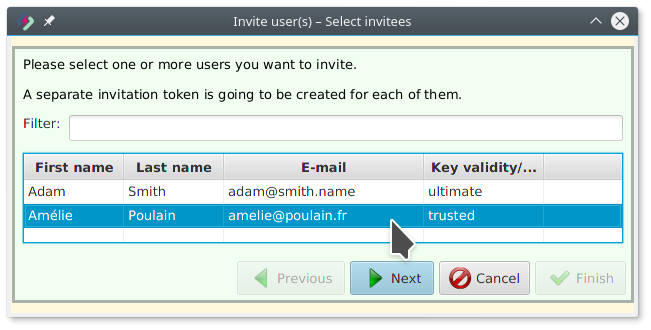 Invite user(s) – Select invitees
Please select one or more users you want to invite.
A separate invitation token is going to be created for each of them.
Filter:
First name Last name E-mail Key validity/...
Adam Smith adam@smith.name ultimate
Amélie Poulain amelie@poulain.fr trusted
Previous Next Cancel Finish